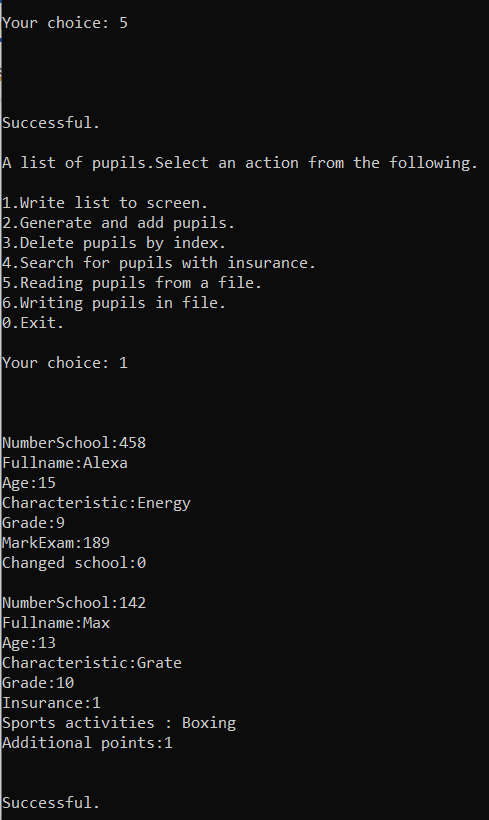 Your choice: 5
Successful.
A list of pupils.Select an action from the following.
1.Write list to screen.
2.Generate and add pupils.
3.Delete pupils by index.
4.Search for pupils with insurance.
5.Reading pupils from a file.
6.Writing pupils in file.
0.Exit.
Your choice: 1
NumberSchool:458
Fullname:Alexa
Age:15
Characteristic:Energy
Grade:9
MarkExam:189
Changed school:0
NumberSchool:142
Fullname:Max
Age:13
Characteristic:Grate
Grade:10
Insurance:1
Sports activities : Boxing
Additional points:1
Successful.